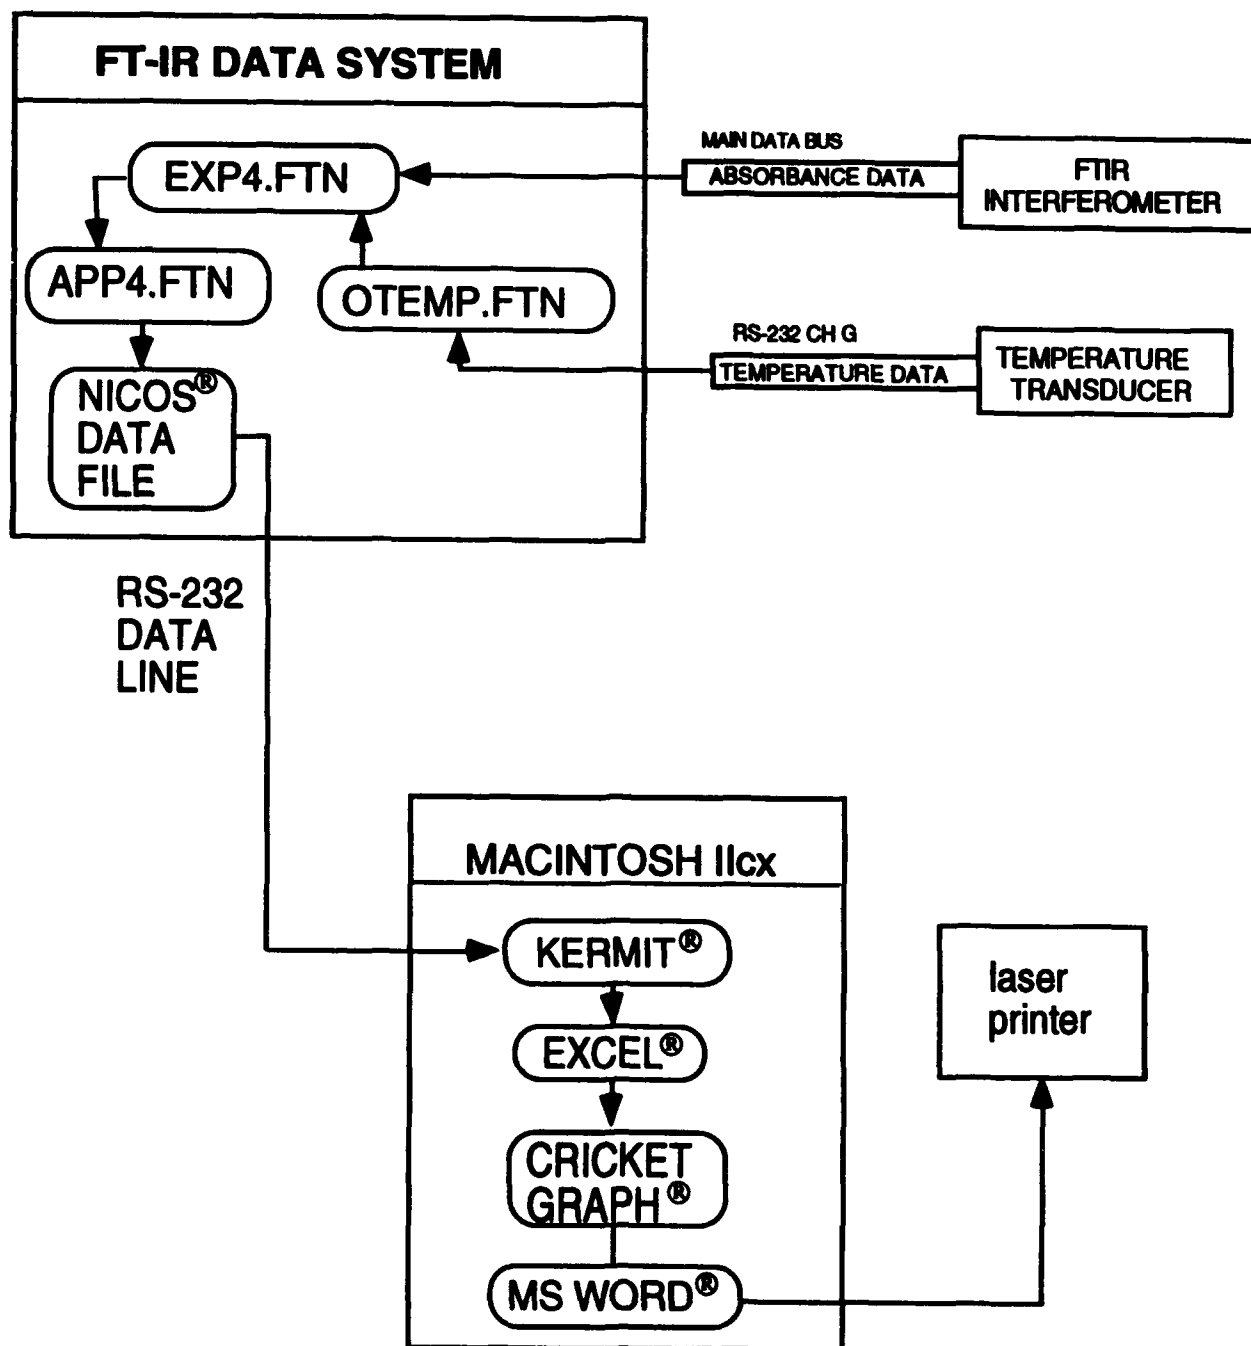 FT-IR DATA SYSTEM
EXP4.FTN
APP4.FTN
OTEMP.FTN
NICOS®
DATA
FILE
MAIN DATA BUS
ABSORBANCE DATA
FTIR
INTERFEROMETER
RS-232 CH G
TEMPERATURE DATA
TEMPERATURE
TRANSDUCER
RS-232
DATA
LINE
MACINTOSH IIcx
KERMIT®
EXCEL®
CRICKET
GRAPH®
MS WORD®
laser
printer